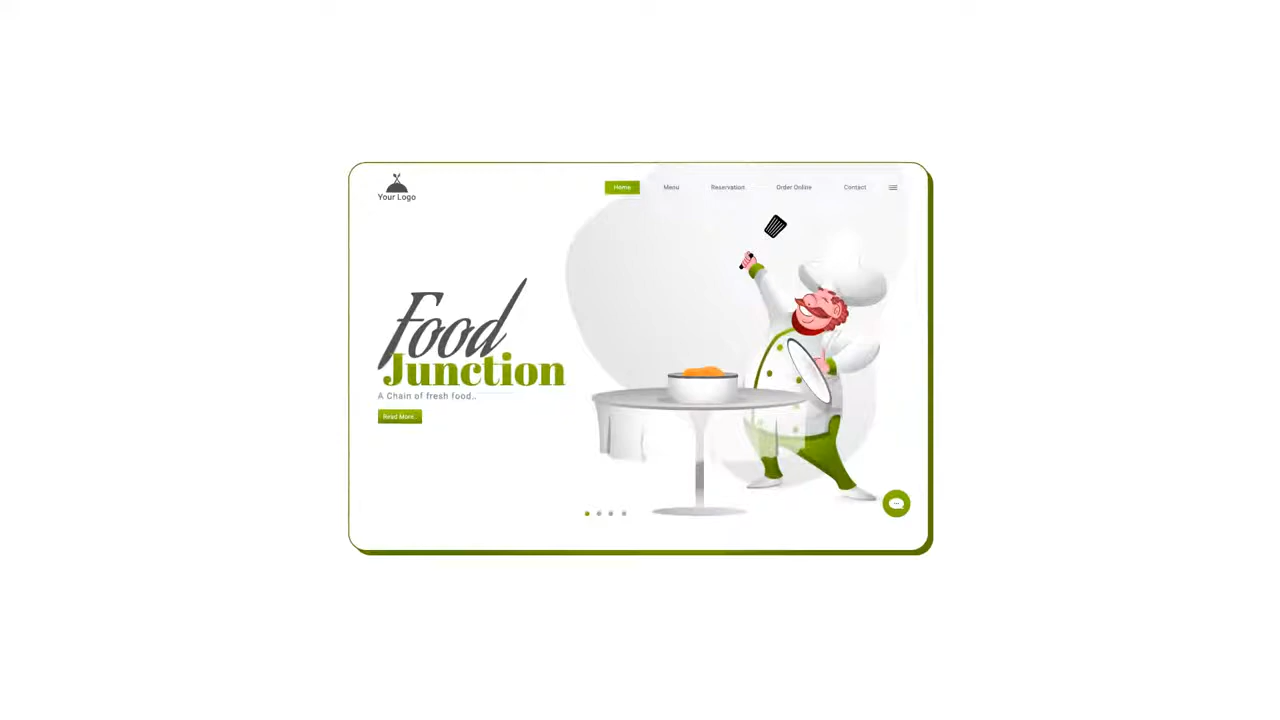 Your Logo
Home Menu Reservation Order Online Contact
Food
Junction
A Chain of fresh food..
Read More..